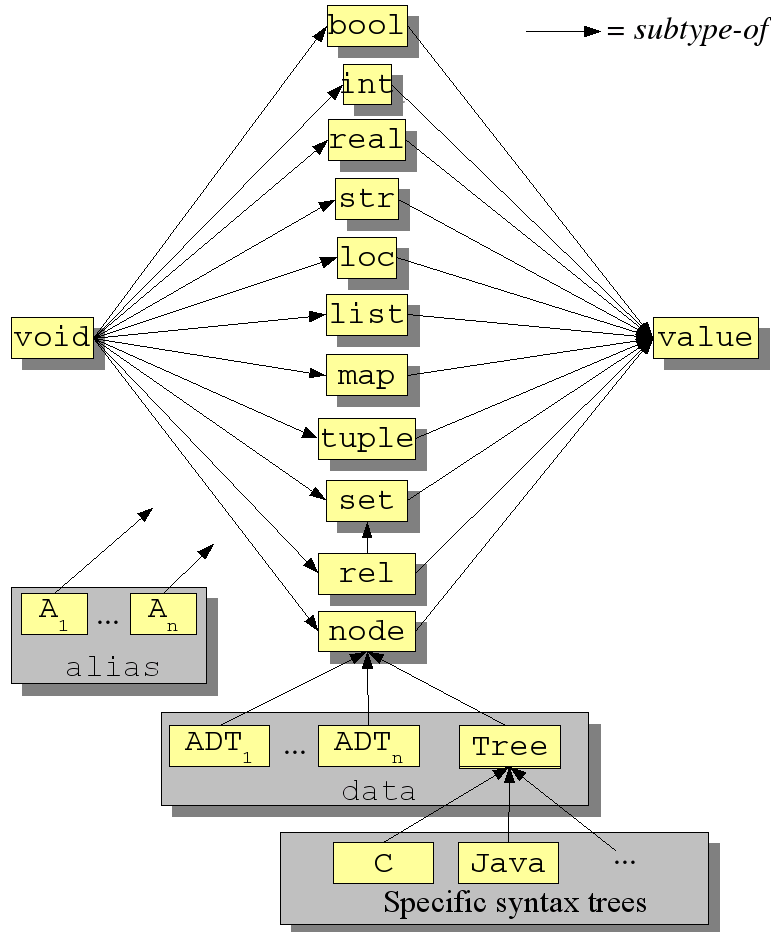 bool
= subtype-of
int
real
str
loc
list
void
value
map
tuple
set
rel
A1 ... An
node
alias
ADT1 ... ADTn Tree
data
C Java ...
Specific syntax trees